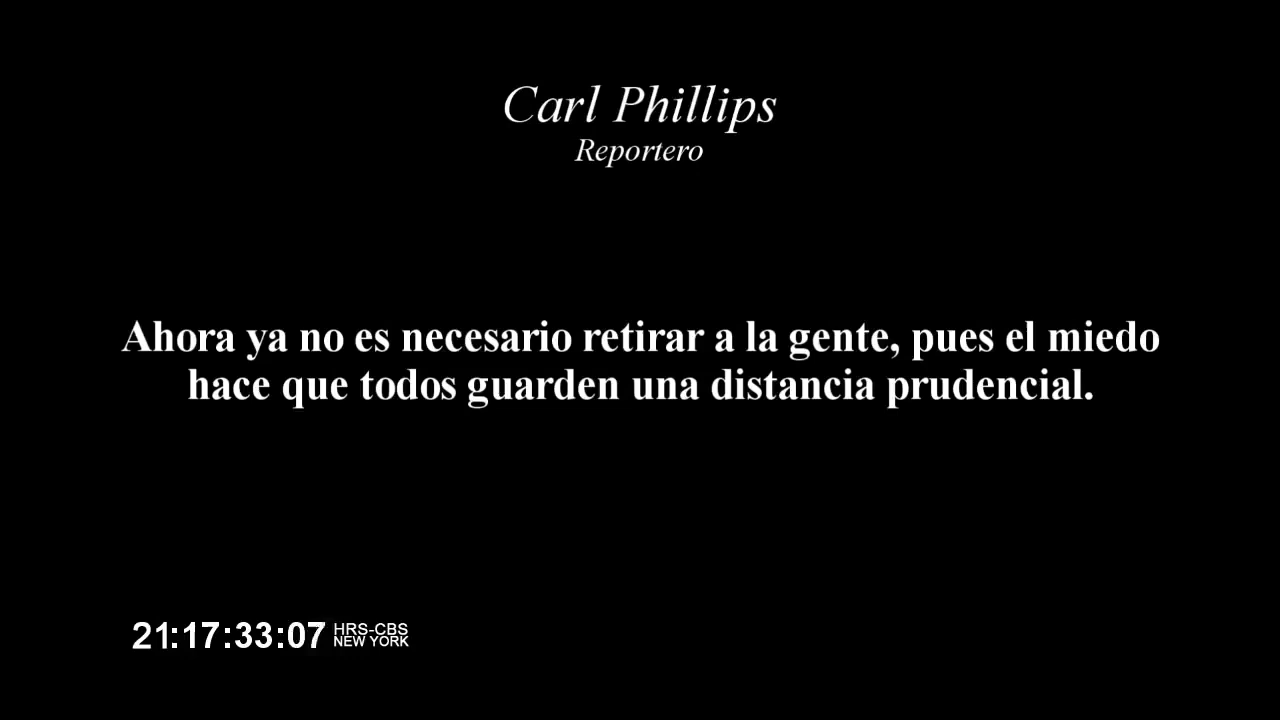 Carl Phillips
Reportero
Ahora ya no es necesario retirar a la gente, pues el miedo
hace que todos guarden una distancia prudencial.
21:17:33:07 HRS-CBS
NEW YORK